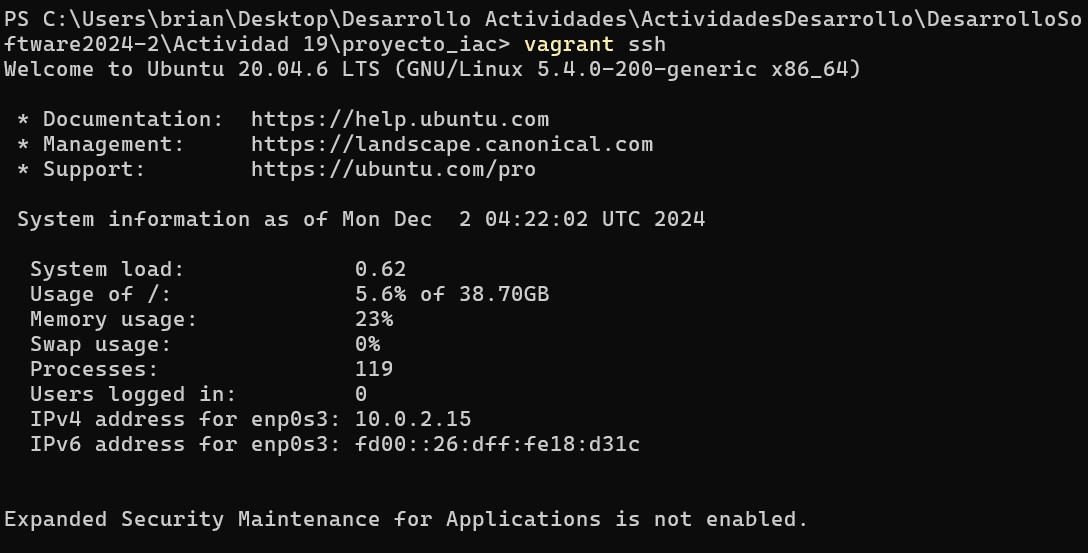 PS C:\Users\brian\Desktop\Desarrollo Actividades\ActividadesDesarrollo\DesarrolloSo
ftware2024-2\Actividad 19\proyecto_iac> vagrant ssh
Welcome to Ubuntu 20.04.6 LTS (GNU/Linux 5.4.0-200-generic x86_64)

 * Documentation:  https://help.ubuntu.com
 * Management:     https://landscape.canonical.com
 * Support:        https://ubuntu.com/pro

 System information as of Mon Dec  2 04:22:02 UTC 2024

  System load:             0.62
  Usage of /:              5.6% of 38.70GB
  Memory usage:            23%
  Swap usage:              0%
  Processes:               119
  Users logged in:         0
  IPv4 address for enp0s3: 10.0.2.15
  IPv6 address for enp0s3: fd00::26:dff:fe18:d31c


Expanded Security Maintenance for Applications is not enabled.